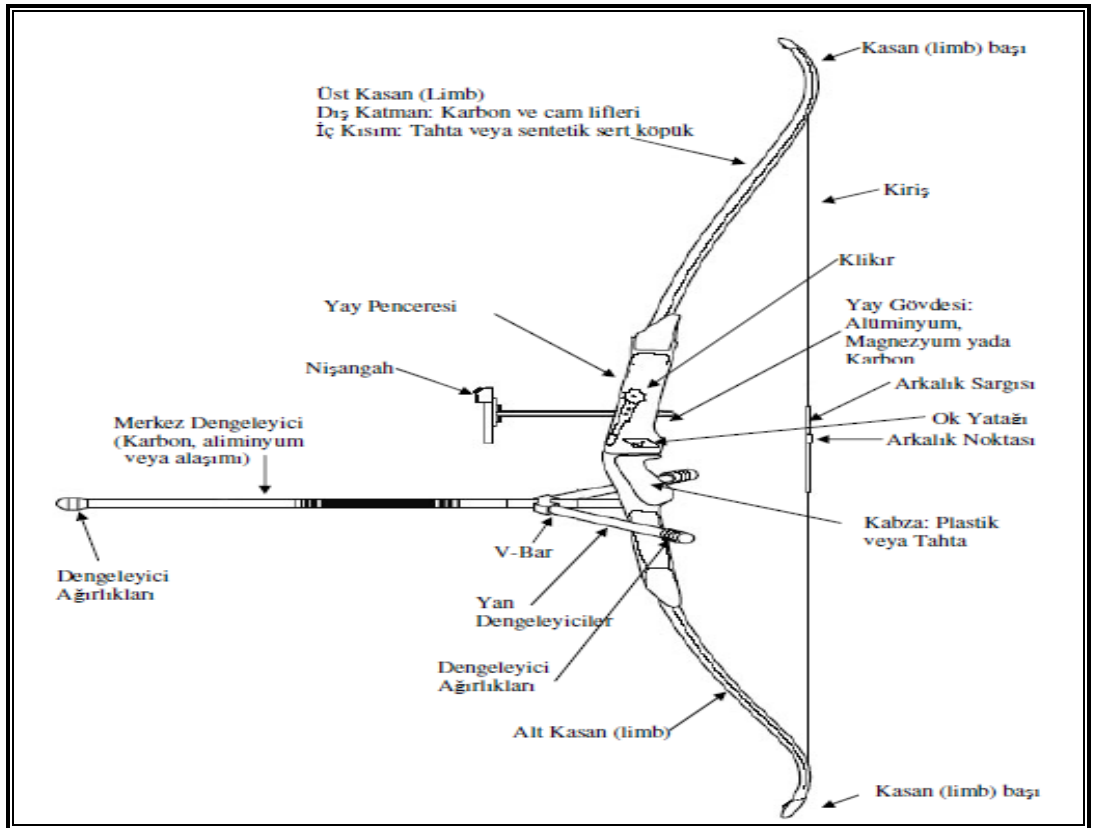 Kasan (limb) başı
Üst Kasan (Limb)
Dış Katman: Karbon ve cam lifleri
İç Kısım: Tahta veya sentetik sert köpük
Kiriş
Klikır
Yay Penceresi
Yay Gövdesi:
Alüminyum,
Magnezyum yada
Karbon
Nişangah
Arkalık Sargısı
Merkez Dengeleyici
(Karbon, aliminyum
veya alaşımı)
Ok Yatağı
Arkalık Noktası
Kabza: Plastik
veya Tahta
V-Bar
Dengeleyici
Ağırlıkları
Yan
Dengeleyiciler
Dengeleyici
Ağırlıkları
Alt Kasan (limb)
Kasan (limb) başı